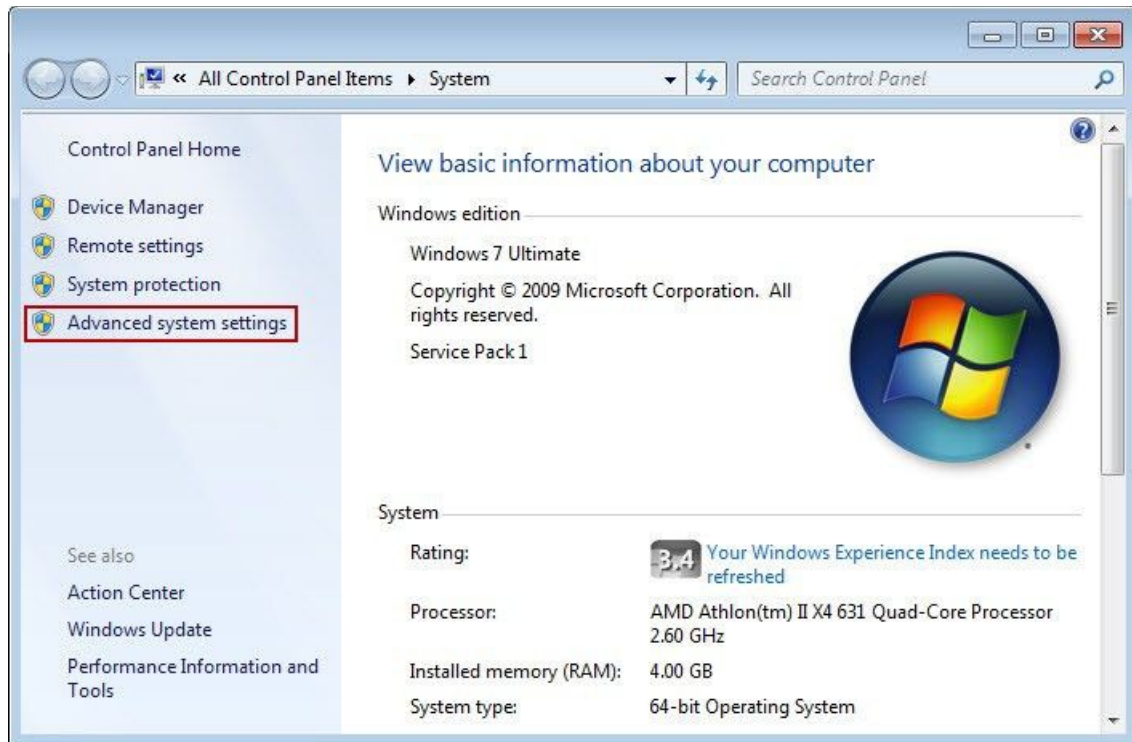 « All Control Panel Items ▸ System
Search Control Panel
Control Panel Home
Device Manager
Remote settings
System protection
Advanced system settings
See also
Action Center
Windows Update
Performance Information and
Tools
View basic information about your computer
Windows edition
Windows 7 Ultimate
Copyright © 2009 Microsoft Corporation. All
rights reserved.
Service Pack 1
System
Rating:
3.4 Your Windows Experience Index needs to be
refreshed
Processor:
AMD Athlon(tm) II X4 631 Quad-Core Processor
2.60 GHz
Installed memory (RAM):
4.00 GB
System type:
64-bit Operating System